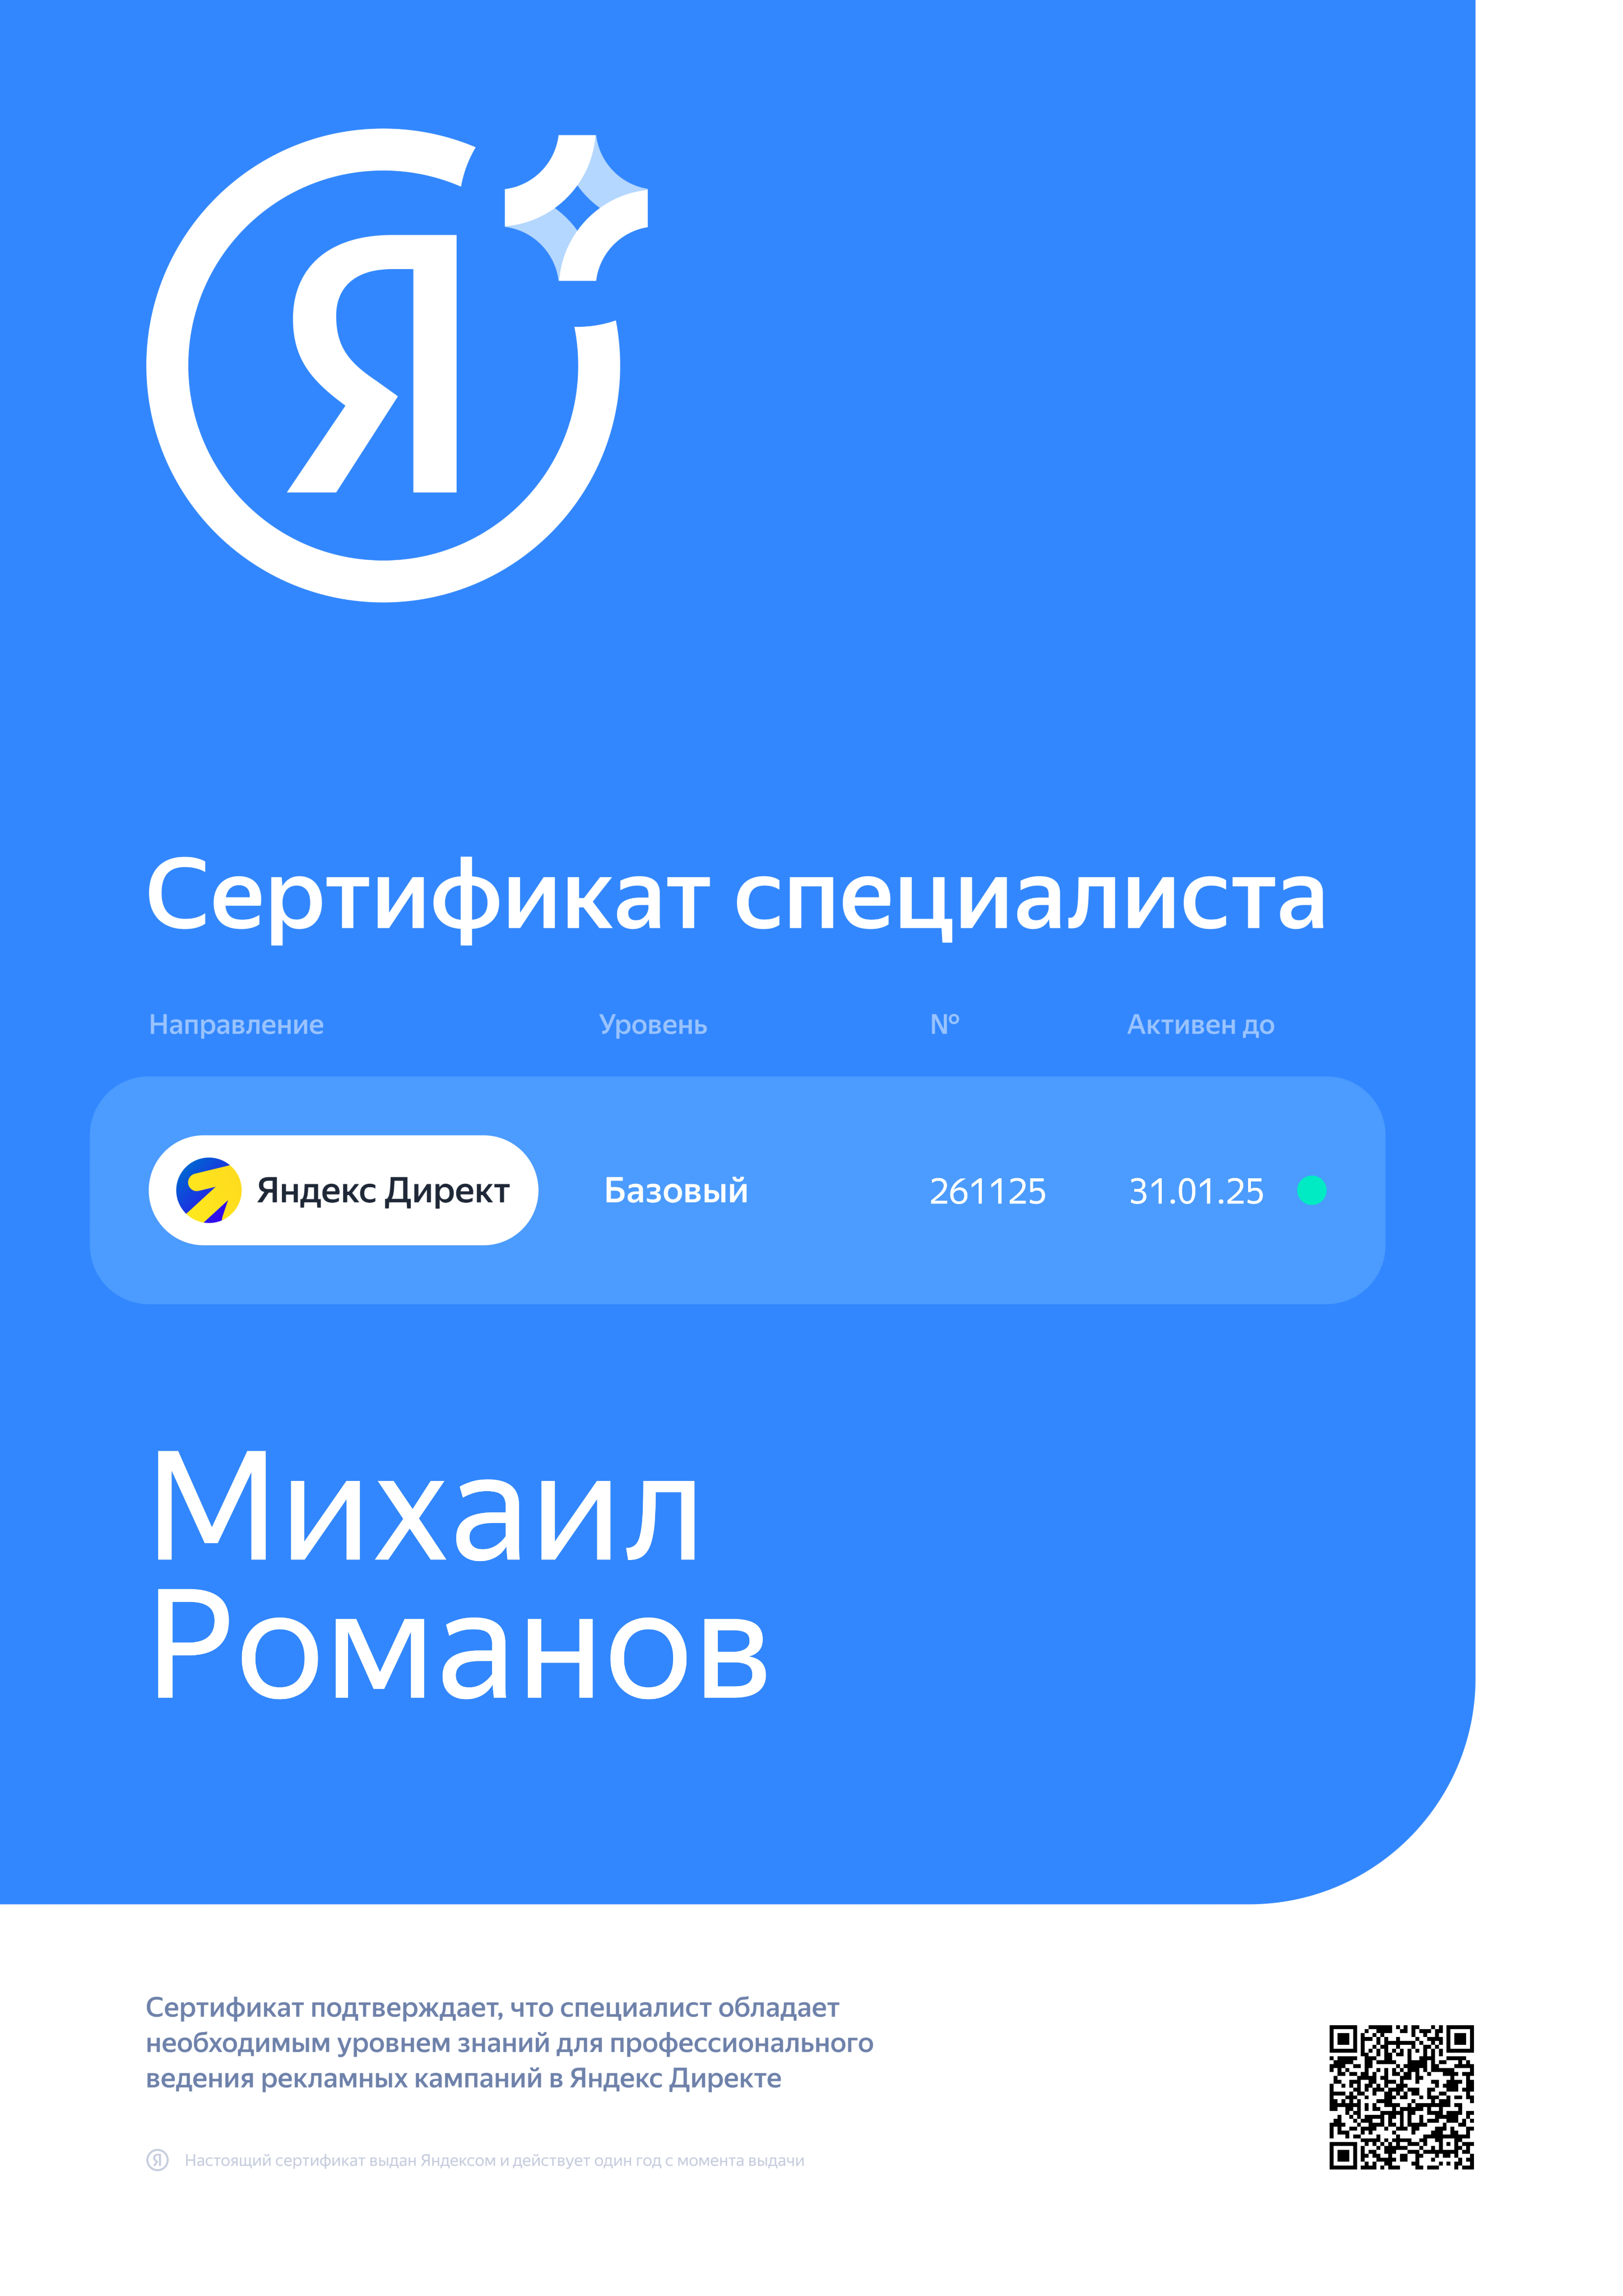 Я
Сертификат специалиста
Направление Уровень № Активен до
Яндекс Директ Базовый 261125 31.01.25
Михаил
Романов
Сертификат подтверждает, что специалист обладает
необходимым уровнем знаний для профессионального
ведения рекламных кампаний в Яндекс Директе
Я Настоящий сертификат выдан Яндексом и действует один год с момента выдачи